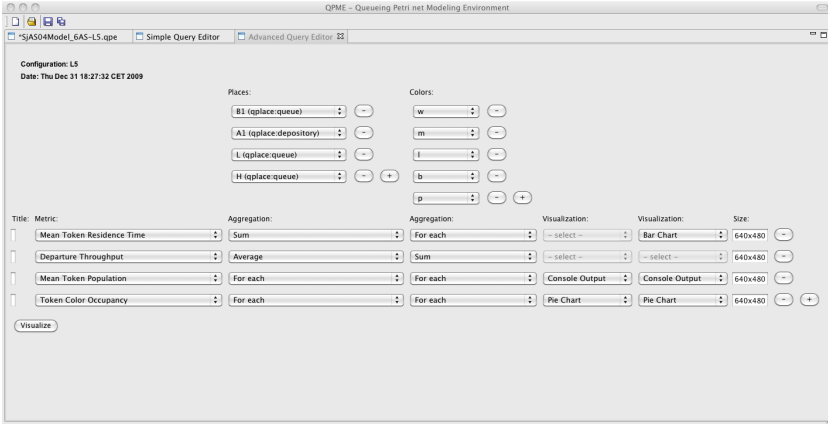 QPME – Queueing Petri net Modeling Environment
*SjAS04Model_6AS-L5.qpe Simple Query Editor Advanced Query Editor
Configuration: L5
Date: Thu Dec 31 18:27:32 CET 2009
Places: Colors:
B1 (qplace:queue) – w –
A1 (qplace:depository) – m –
L (qplace:queue) – l –
H (qplace:queue) – + b –
p – +
Title: Metric: Aggregation: Aggregation: Visualization: Visualization: Size:
Mean Token Residence Time Sum For each – select – Bar Chart 640x480 –
Departure Throughput Average Sum – select – – select – 640x480 –
Mean Token Population For each For each Console Output Console Output 640x480 –
Token Color Occupancy For each For each Pie Chart Pie Chart 640x480 – +
Visualize